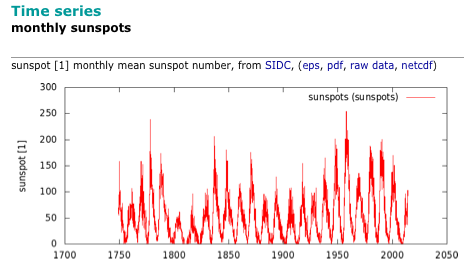 Time series
monthly sunspots
sunspot [1] monthly mean sunspot number, from SIDC, (eps, pdf, raw data, netcdf)
300
sunspots (sunspots)
250
200
sunspot [1]
150
100
50
0
1700 1750 1800 1850 1900 1950 2000 2050